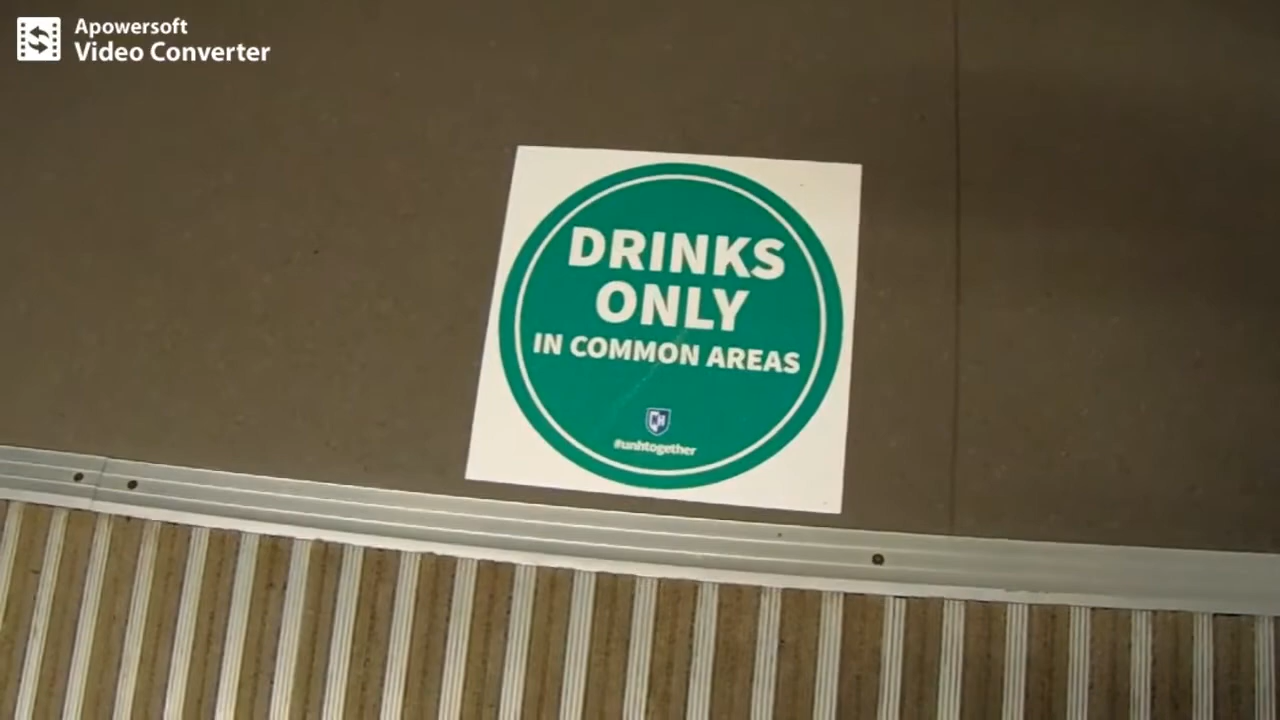 Apowersoft
Video Converter
DRINKS
ONLY
IN COMMON AREAS
#unhtogether